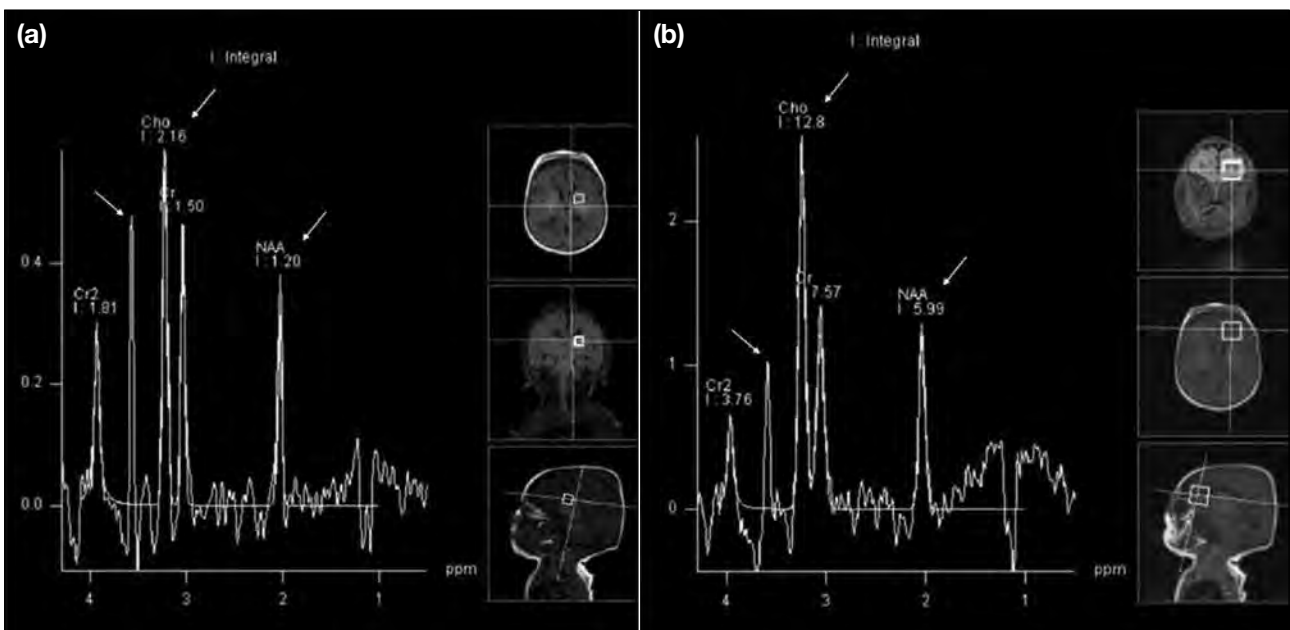 (a)
I : Integral
Cho
I : 2.16
Cr
I : 1.50
NAA
I : 1.20
Cr2
I : 1.81
0.4
0.2
0.0
4
3
2
1
ppm
(b)
I : Integral
Cho
I : 12.8
Cr
7.57
NAA
I : 5.99
Cr2
I : 3.76
2
1
0
4
3
2
1
ppm